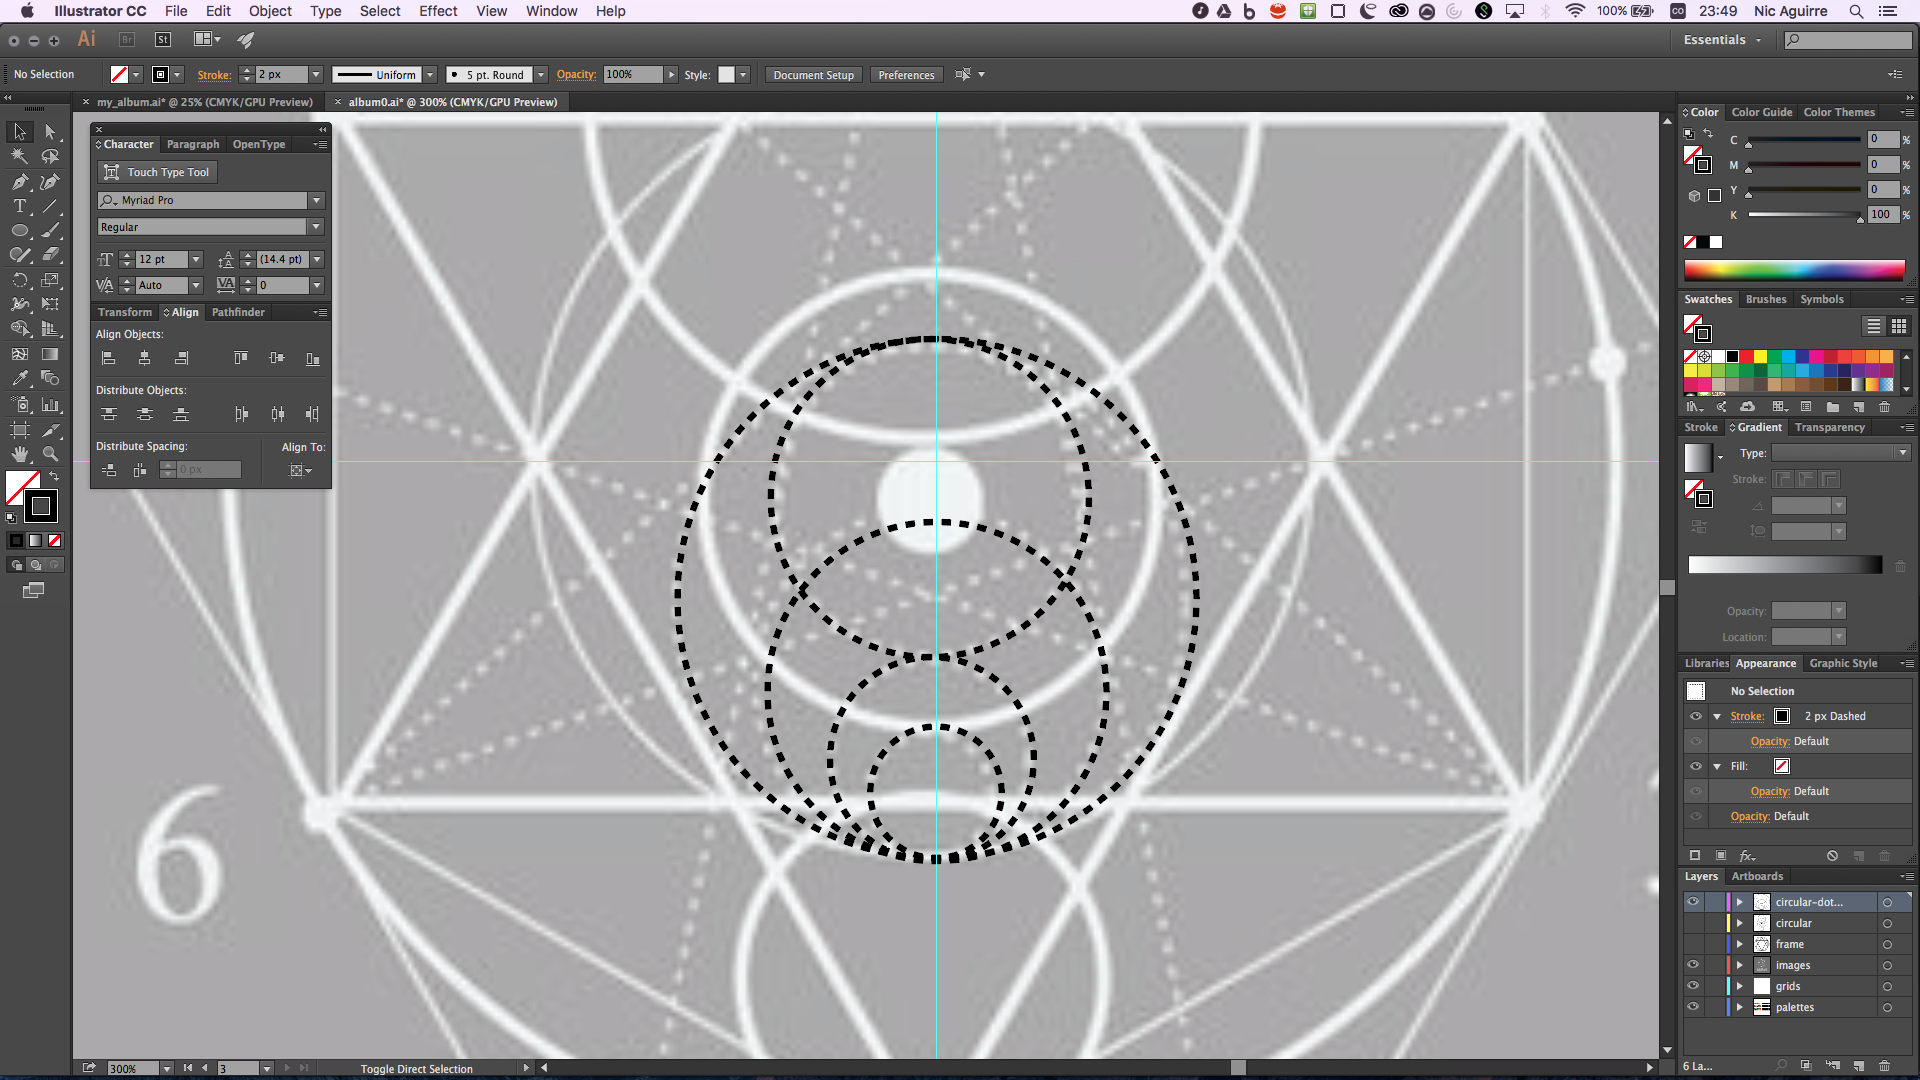 Illustrator CC File Edit Object Type Select Effect View Window Help 100% 23:49 Nic Aguirre
Ai Br St Essentials
No Selection Stroke: 2 px Uniform 5 pt. Round Opacity: 100% Style: Document Setup Preferences
my_album.ai* @ 25% (CMYK/GPU Preview) album0.ai* @ 300% (CMYK/GPU Preview)
Character Paragraph OpenType
Touch Type Tool
Myriad Pro
Regular
12 pt (14.4 pt)
Auto 0
Transform Align Pathfinder
Align Objects:
Distribute Objects:
Distribute Spacing: Align To:
0 px
6
Color Color Guide Color Themes
C 0 %
M 0 %
Y 0 %
K 100 %
Swatches Brushes Symbols
Stroke Gradient Transparency
Type:
Stroke:
Opacity:
Location:
Libraries Appearance Graphic Style
No Selection
Stroke: 2 px Dashed
Opacity: Default
Fill:
Opacity: Default
Opacity: Default
fx
Layers Artboards
circular-dot...
circular
frame
images
grids
palettes
6 La...
300% 3 Toggle Direct Selection